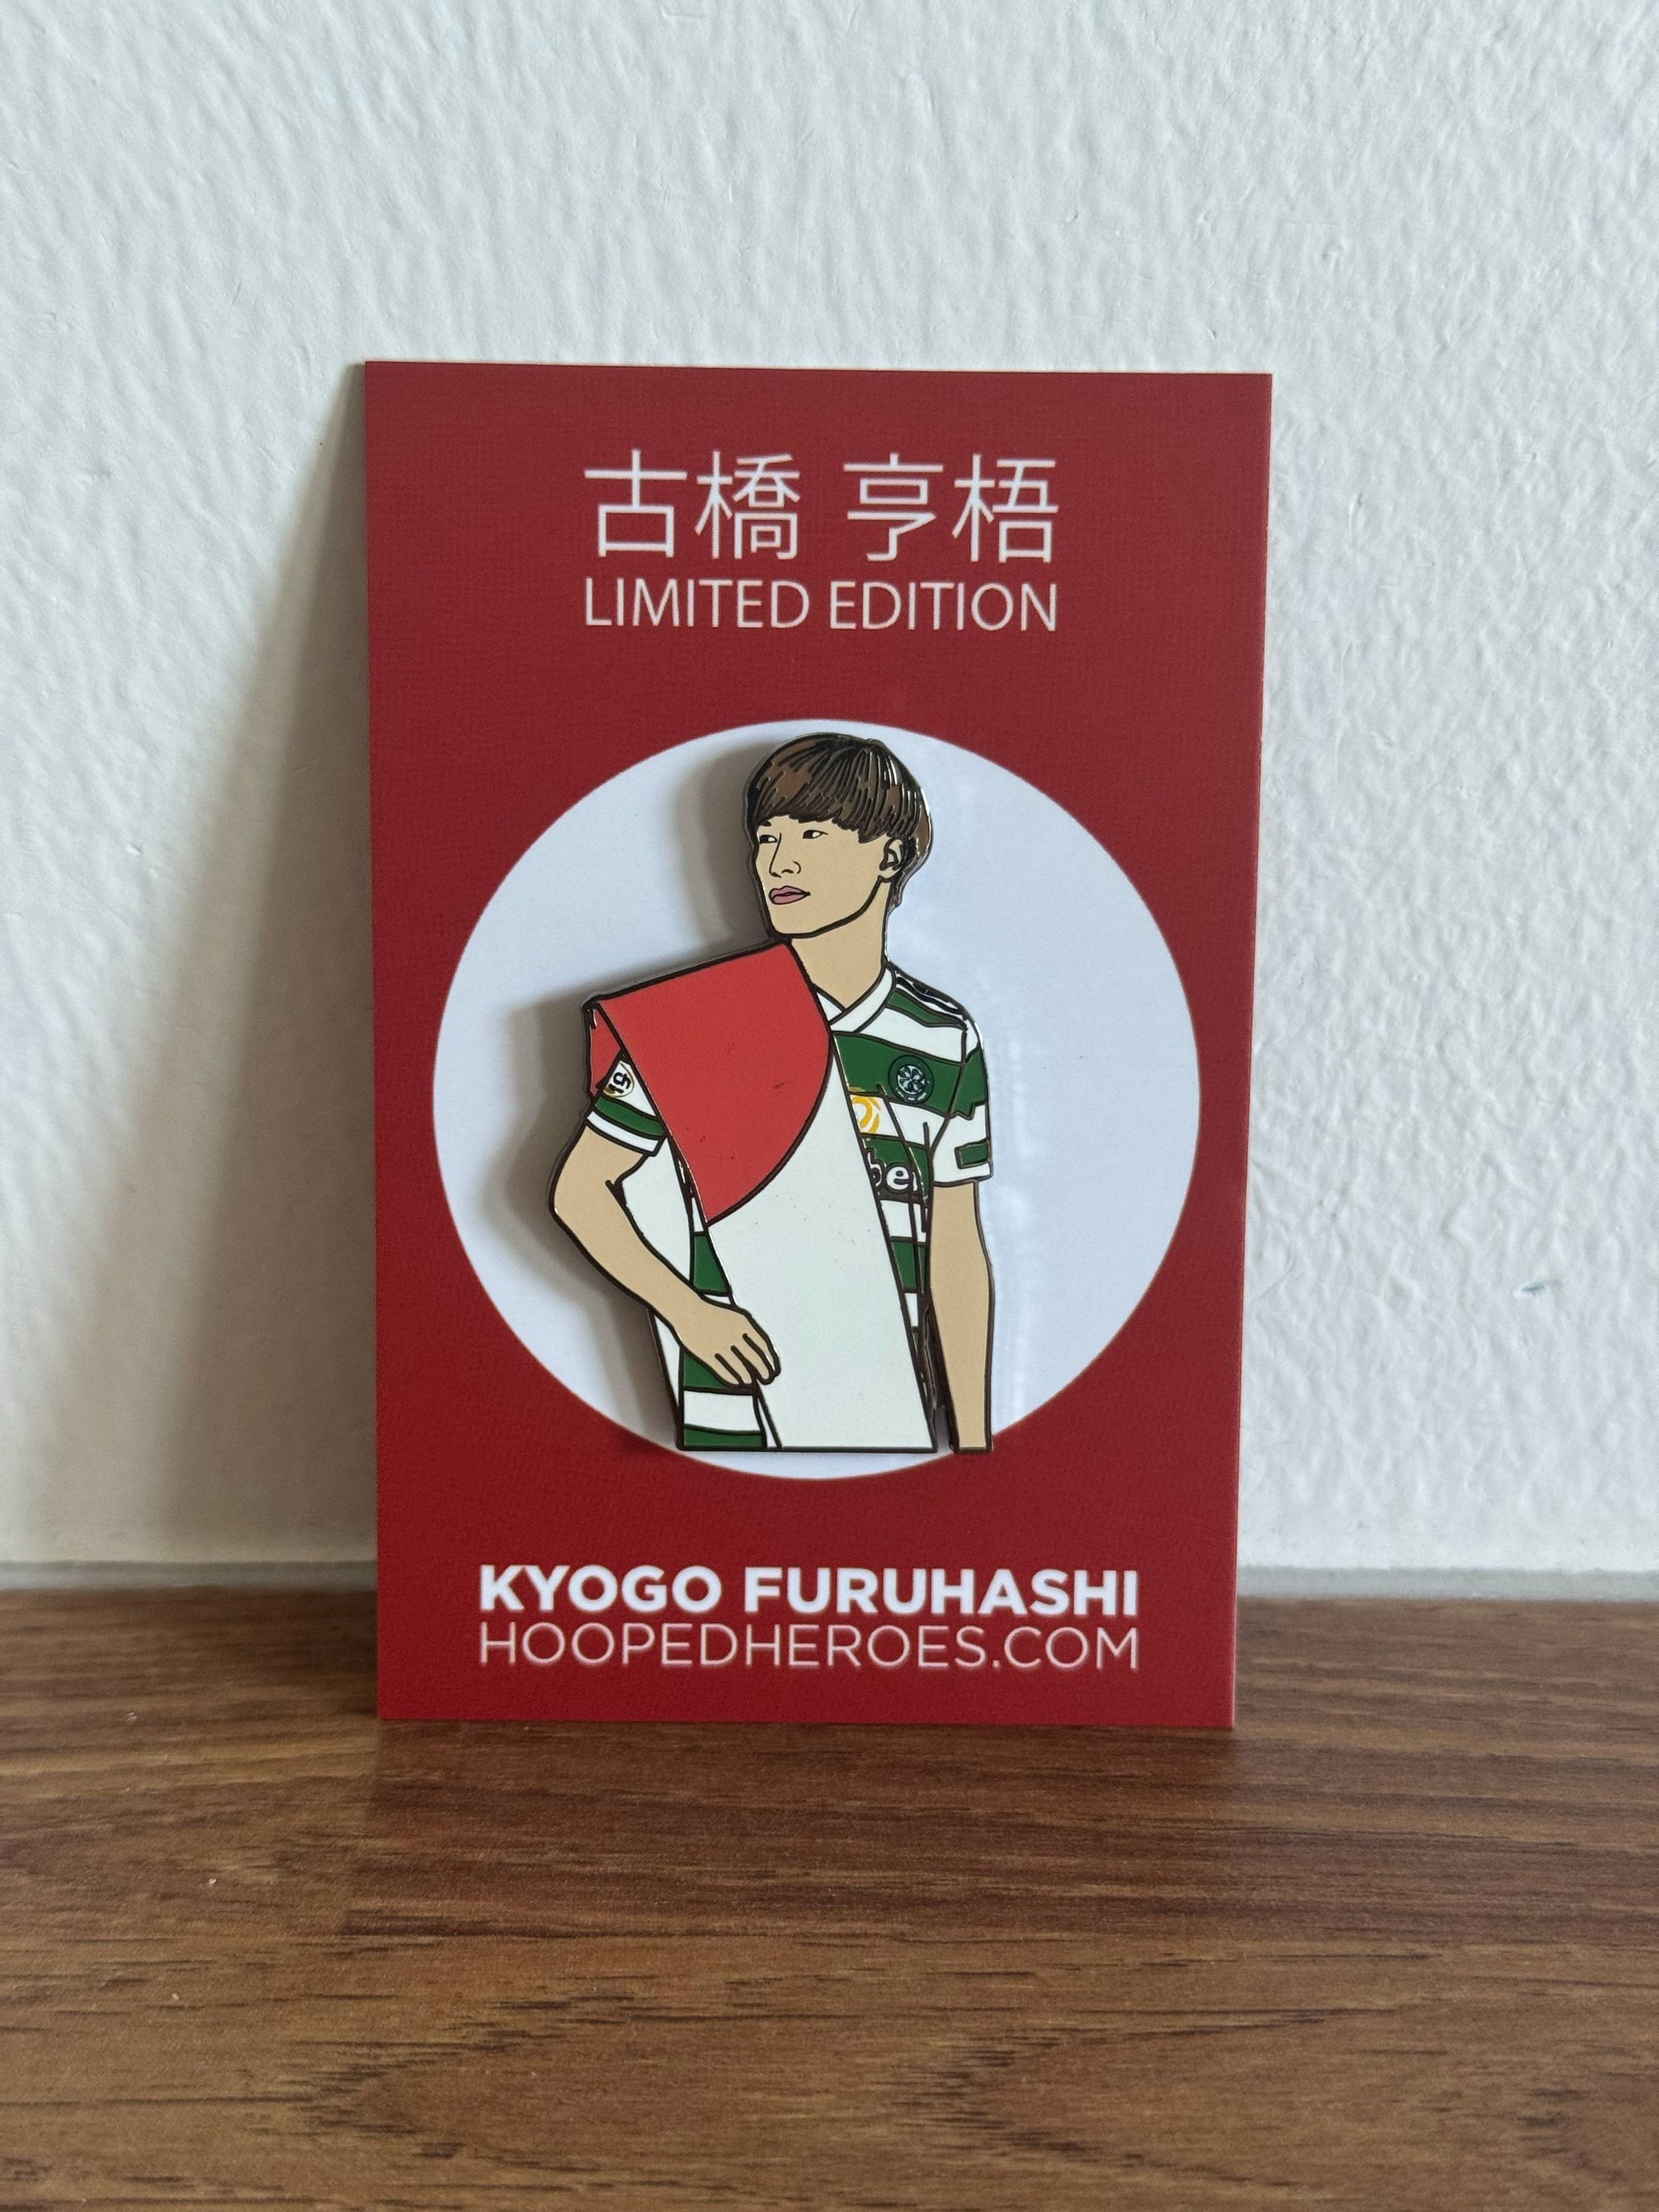 古橋 亨梧
LIMITED EDITION
KYOGO FURUHASHI
HOOPEDHEROES.COM